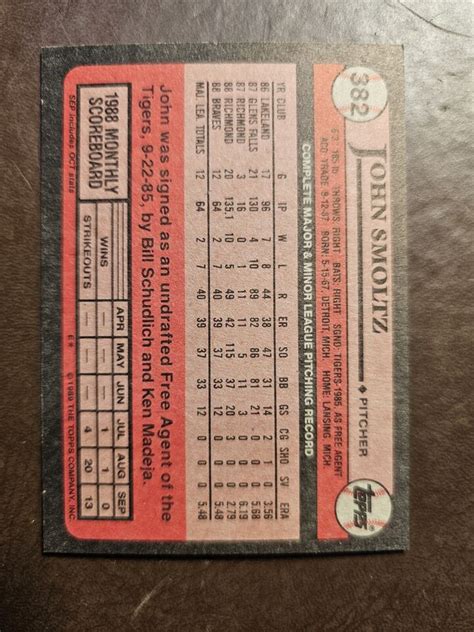 382
JOHN SMOLTZ ♦ PITCHER
TOPPS
6'3" 185 lb. THROWS: RIGHT BATS: RIGHT SGND: TIGERS-1985 AS FREE AGENT
ACQ: TRADE 8-12-87 BORN: 5-15-67, DETROIT, MICH. HOME: LANSING, MICH.
COMPLETE MAJOR & MINOR LEAGUE PITCHING RECORD
YR CLUB G IP W L R ER SO BB GS CG SHO SV ERA
86 LAKELAND 17 96 7 8 44 38 47 31 14 2 1 0 3.56
87 GLENS FALLS 21 130 4 10 89 82 86 81 21 0 0 0 5.68
87 RICHMOND 3 16 0 1 11 11 5 11 3 0 0 0 6.19
88 RICHMOND 20 135.1 10 5 49 42 115 37 20 3 0 0 2.79
88 BRAVES 12 64 2 7 40 39 37 33 12 0 0 0 5.48
MAJ. LEA. TOTALS 12 64 2 7 40 39 37 33 12 0 0 0 5.48
John was signed as an undrafted Free Agent of the
Tigers, 9-22-85, by Bill Schudlich and Ken Madeja.
1988 MONTHLY
SCOREBOARD
SEP includes OCT stats
APR MAY JUN JUL AUG SEP
WINS — — — 1 1 0
STRIKEOUTS — — — 4 20 13
© 1989 THE TOPPS COMPANY, INC.